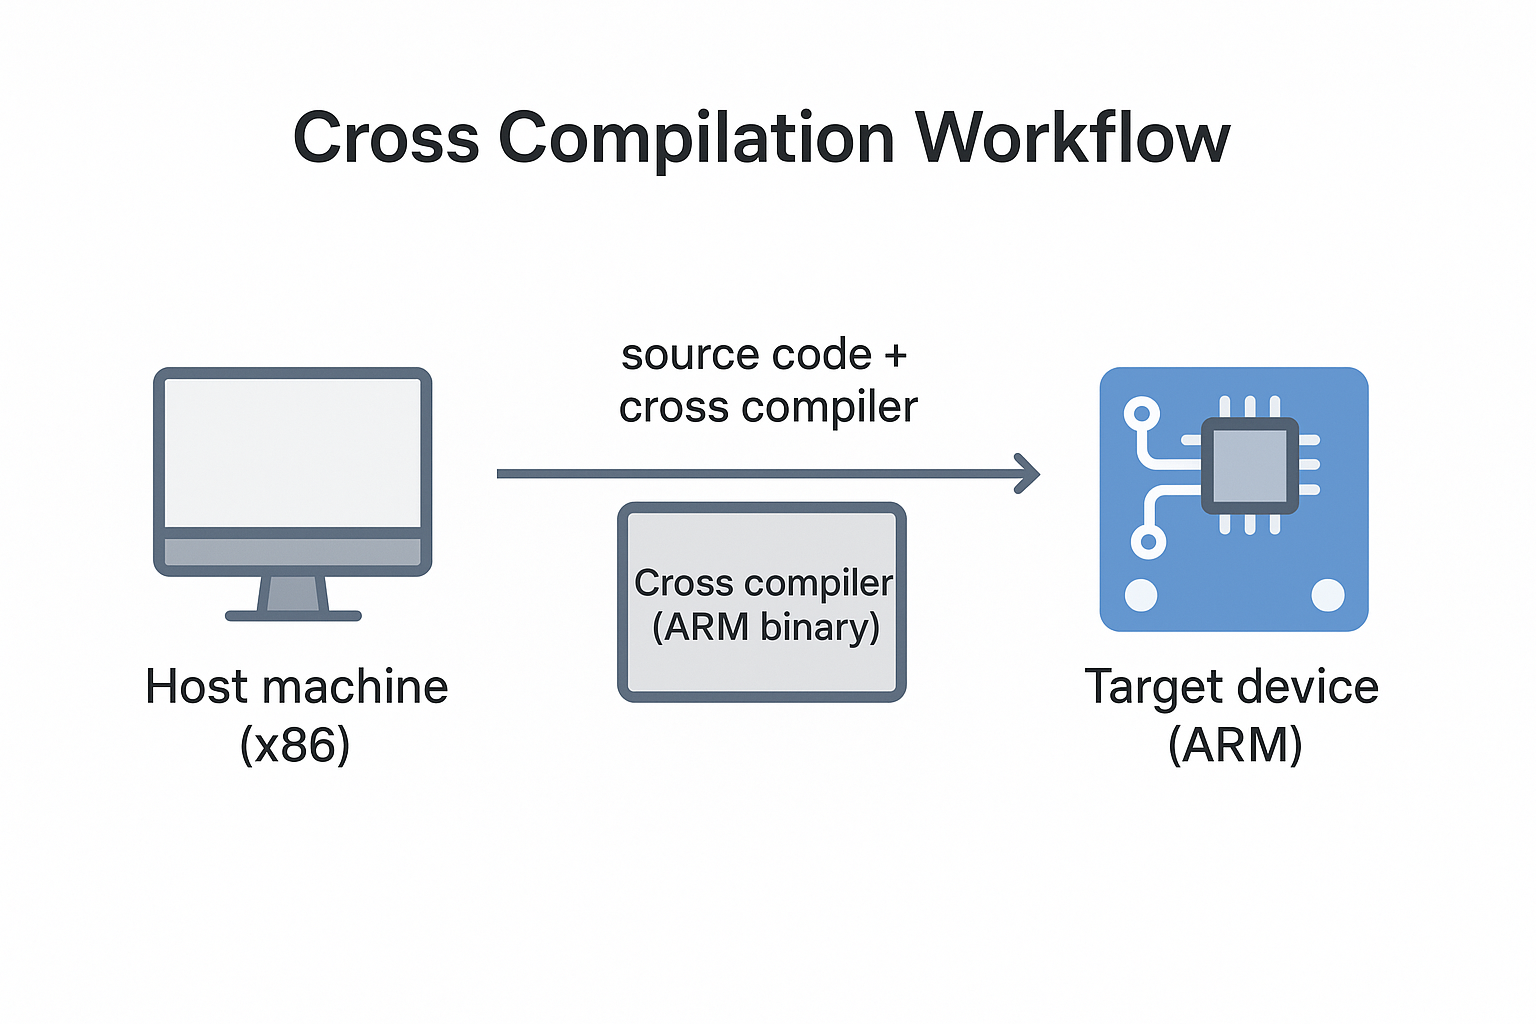 Cross Compilation Workflow
source code +
cross compiler
Cross compiler
(ARM binary)
Host machine
(x86)
Target device
(ARM)